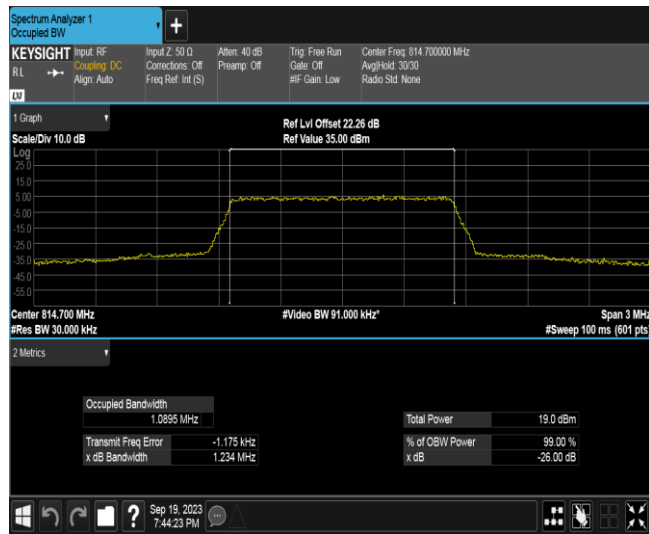 Spectrum Analyzer 1
Occupied BW
+
KEYSIGHT
RL
LXI
Input: RF
Coupling: DC
Align: Auto
Input Z: 50 Ω
Corrections: Off
Freq Ref: Int (S)
Atten: 40 dB
Preamp: Off
Trig: Free Run
Gate: Off
#IF Gain: Low
Center Freq: 814.700000 MHz
Avg|Hold: 30/30
Radio Std: None
1 Graph
Scale/Div 10.0 dB
Ref Lvl Offset 22.26 dB
Ref Value 35.00 dBm
Log
25.0
15.0
5.00
-5.00
-15.0
-25.0
-35.0
-45.0
-55.0
Center 814.700 MHz
#Video BW 91.000 kHz*
Span 3 MHz
#Res BW 30.000 kHz
#Sweep 100 ms (601 pts)
2 Metrics
Occupied Bandwidth
1.0895 MHz
Total Power 19.0 dBm
Transmit Freq Error -1.175 kHz
% of OBW Power 99.00 %
x dB Bandwidth 1.234 MHz
x dB -26.00 dB
?
Sep 19, 2023
7:44:23 PM